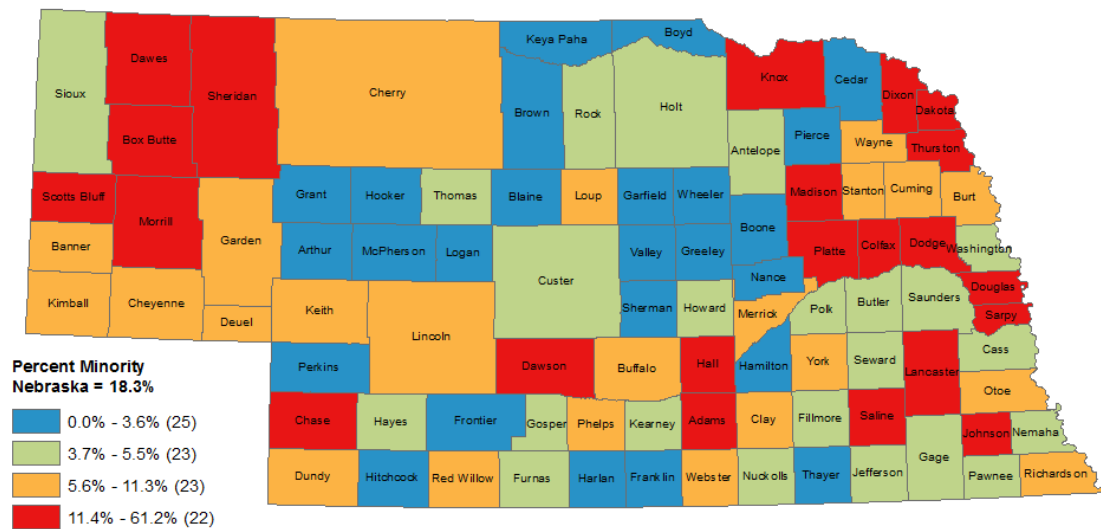 Keya Paha
Boyd
Dawes
Sheridan
Cherry
Knox
Cedar
Sioux
Dixon
Dakota
Brown
Rock
Holt
Box Butte
Pierce
Wayne
Thurston
Antelope
Scotts Bluff
Morrill
Grant
Hooker
Thomas
Blaine
Loup
Garfield
Wheeler
Madison
Stanton
Cuming
Burt
Garden
Banner
Arthur
McPherson
Logan
Custer
Valley
Greeley
Boone
Platte
Colfax
Dodge
Washington
Kimball
Cheyenne
Deuel
Keith
Lincoln
Sherman
Howard
Nance
Merrick
Polk
Butler
Saunders
Douglas
Sarpy
Perkins
Dawson
Buffalo
Hall
Hamilton
York
Seward
Lancaster
Cass
Otoe
Chase
Hayes
Frontier
Gosper
Phelps
Kearney
Adams
Clay
Fillmore
Saline
Johnson
Nemaha
Dundy
Hitchcock
Red Willow
Furnas
Harlan
Franklin
Webster
Nuckolls
Thayer
Jefferson
Gage
Pawnee
Richardson
Percent Minority
Nebraska = 18.3%
0.0% - 3.6% (25)
3.7% - 5.5% (23)
5.6% - 11.3% (23)
11.4% - 61.2% (22)